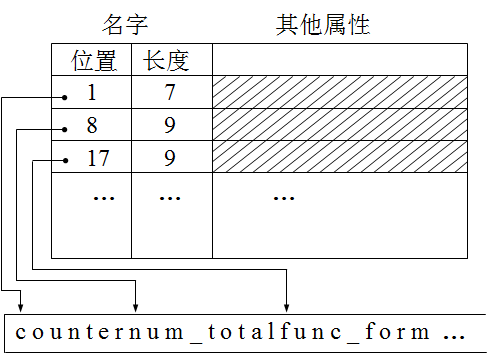 名字 其他属性
位置 长度
1 7
8 9
17 9
... ... ...
counternum_totalfunc_form ...